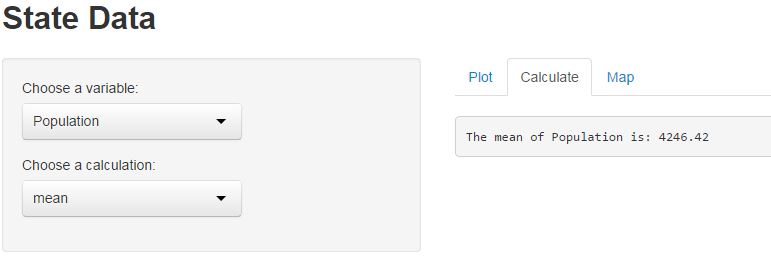 State Data
Choose a variable:
Population
Choose a calculation:
mean
Plot Calculate Map
The mean of Population is: 4246.42